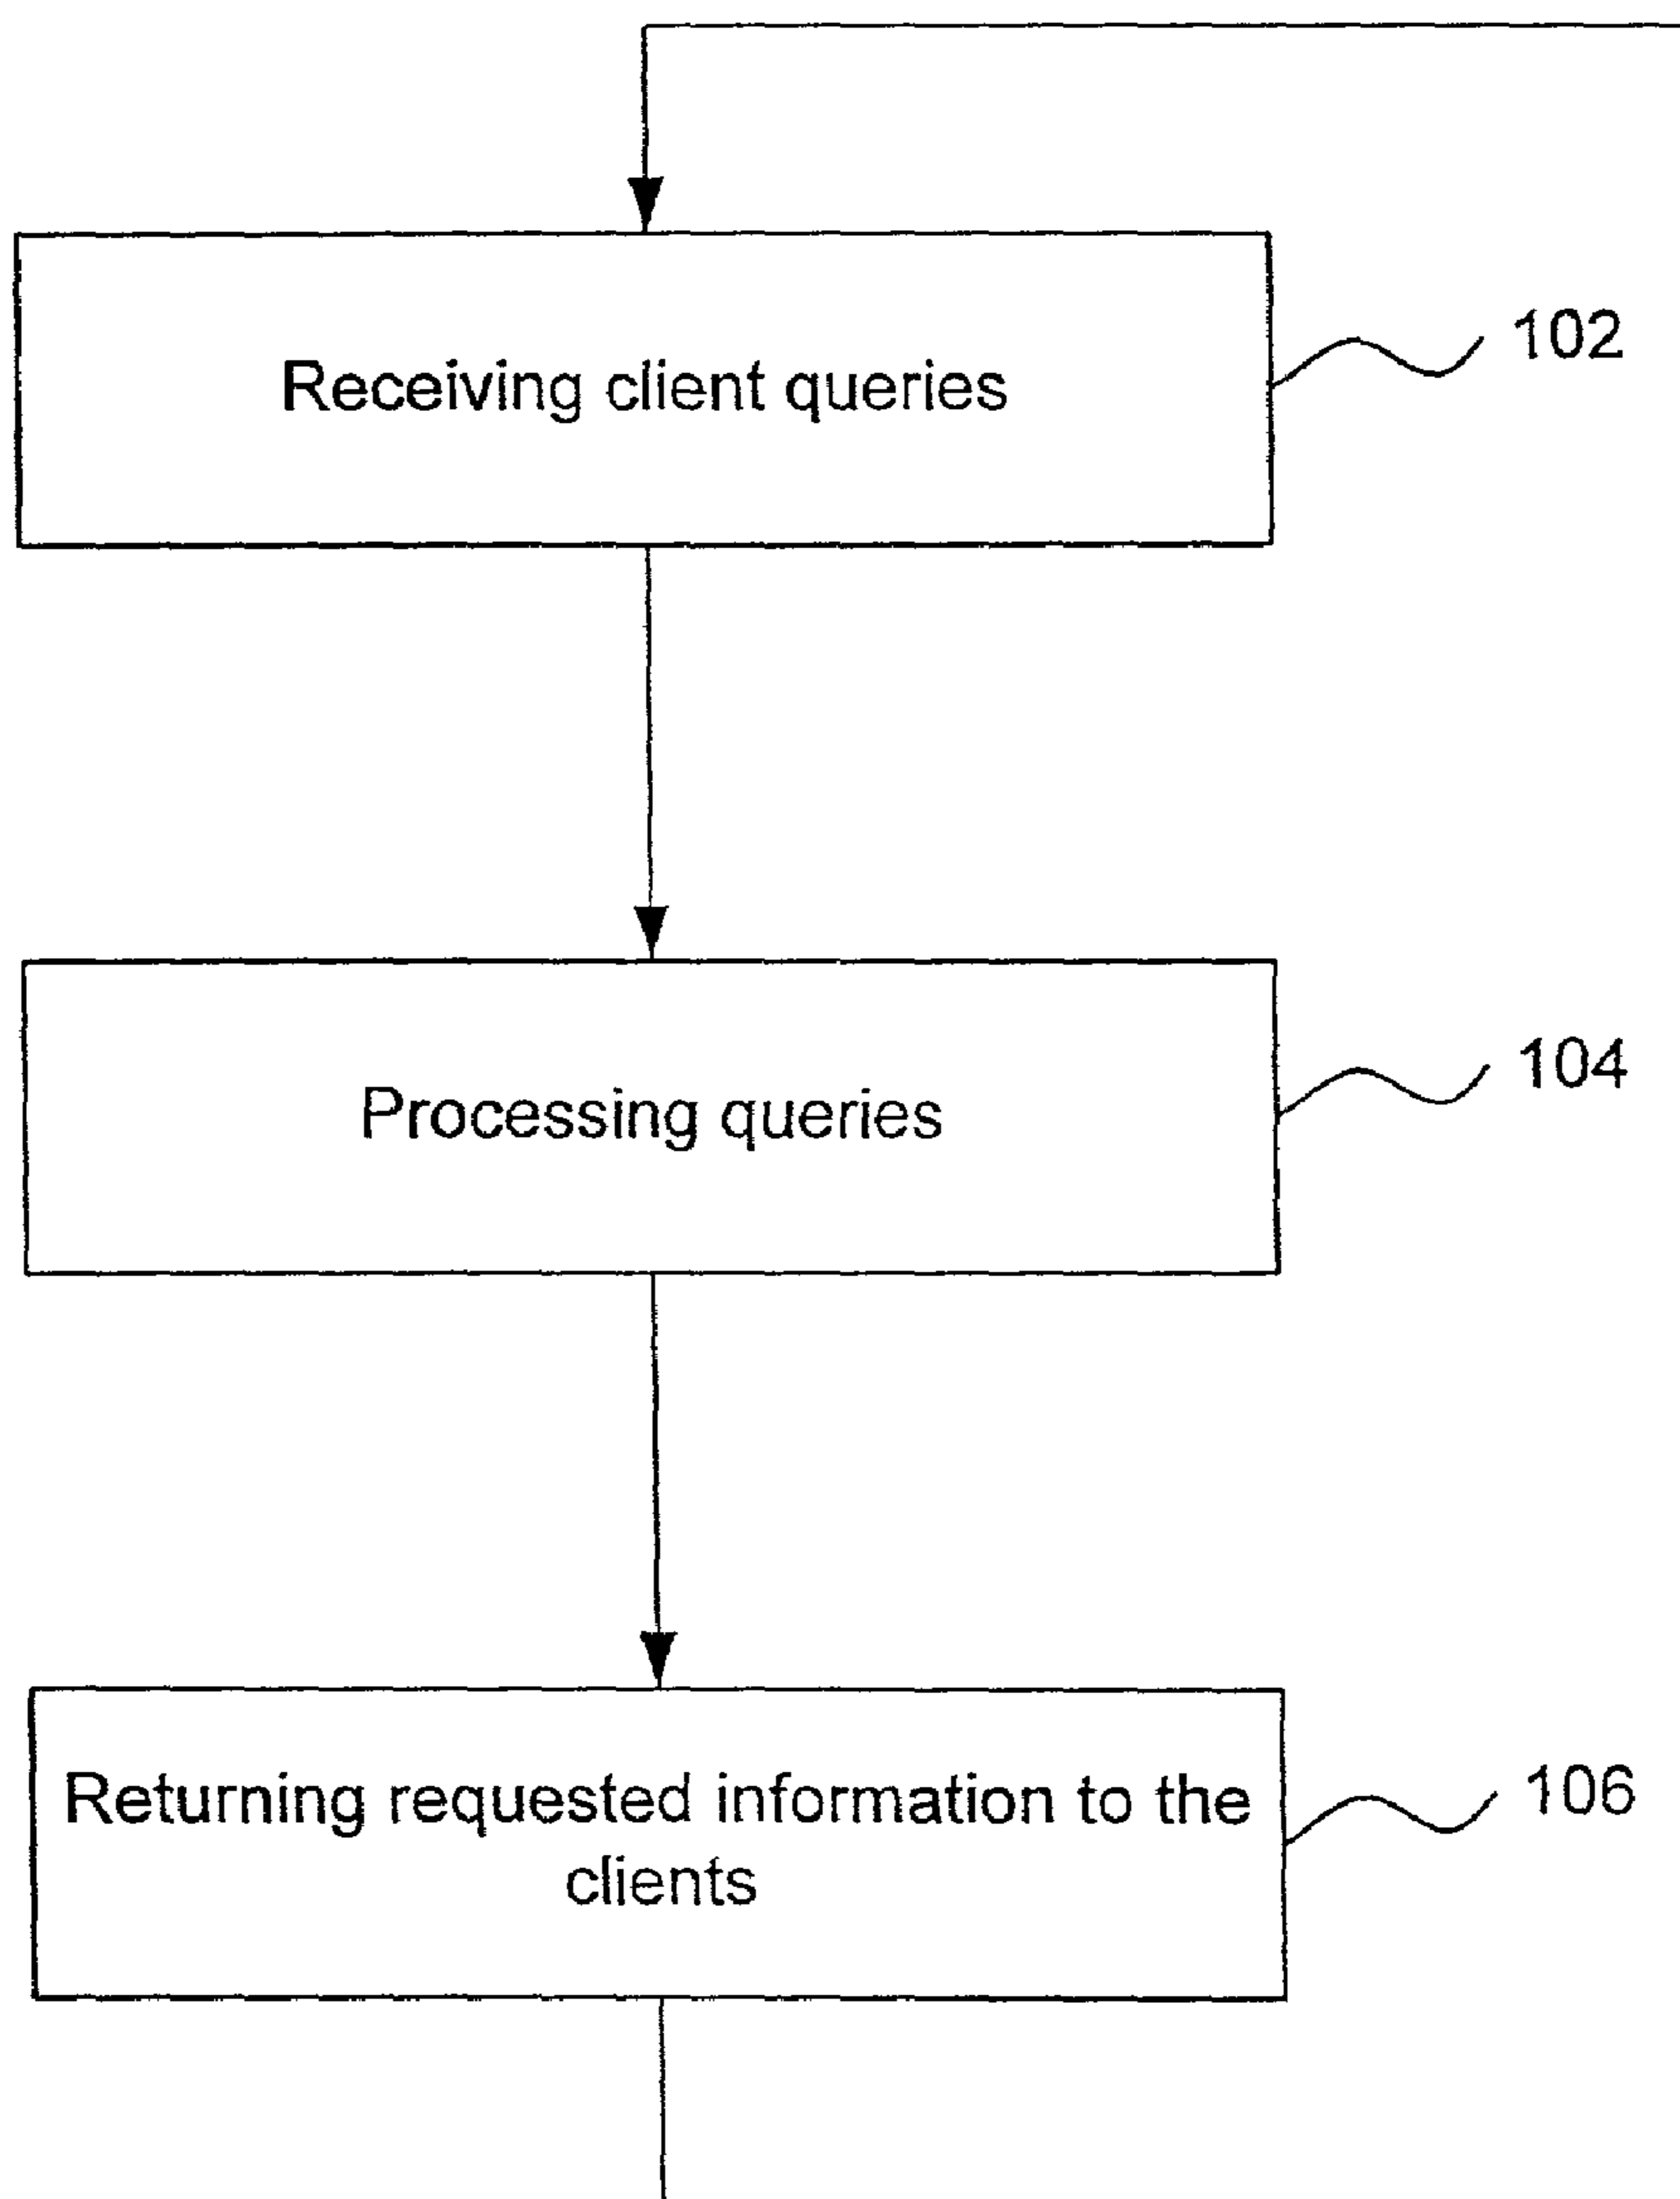 Receiving client queries
102
Processing queries
104
Returning requested information to the
clients
106